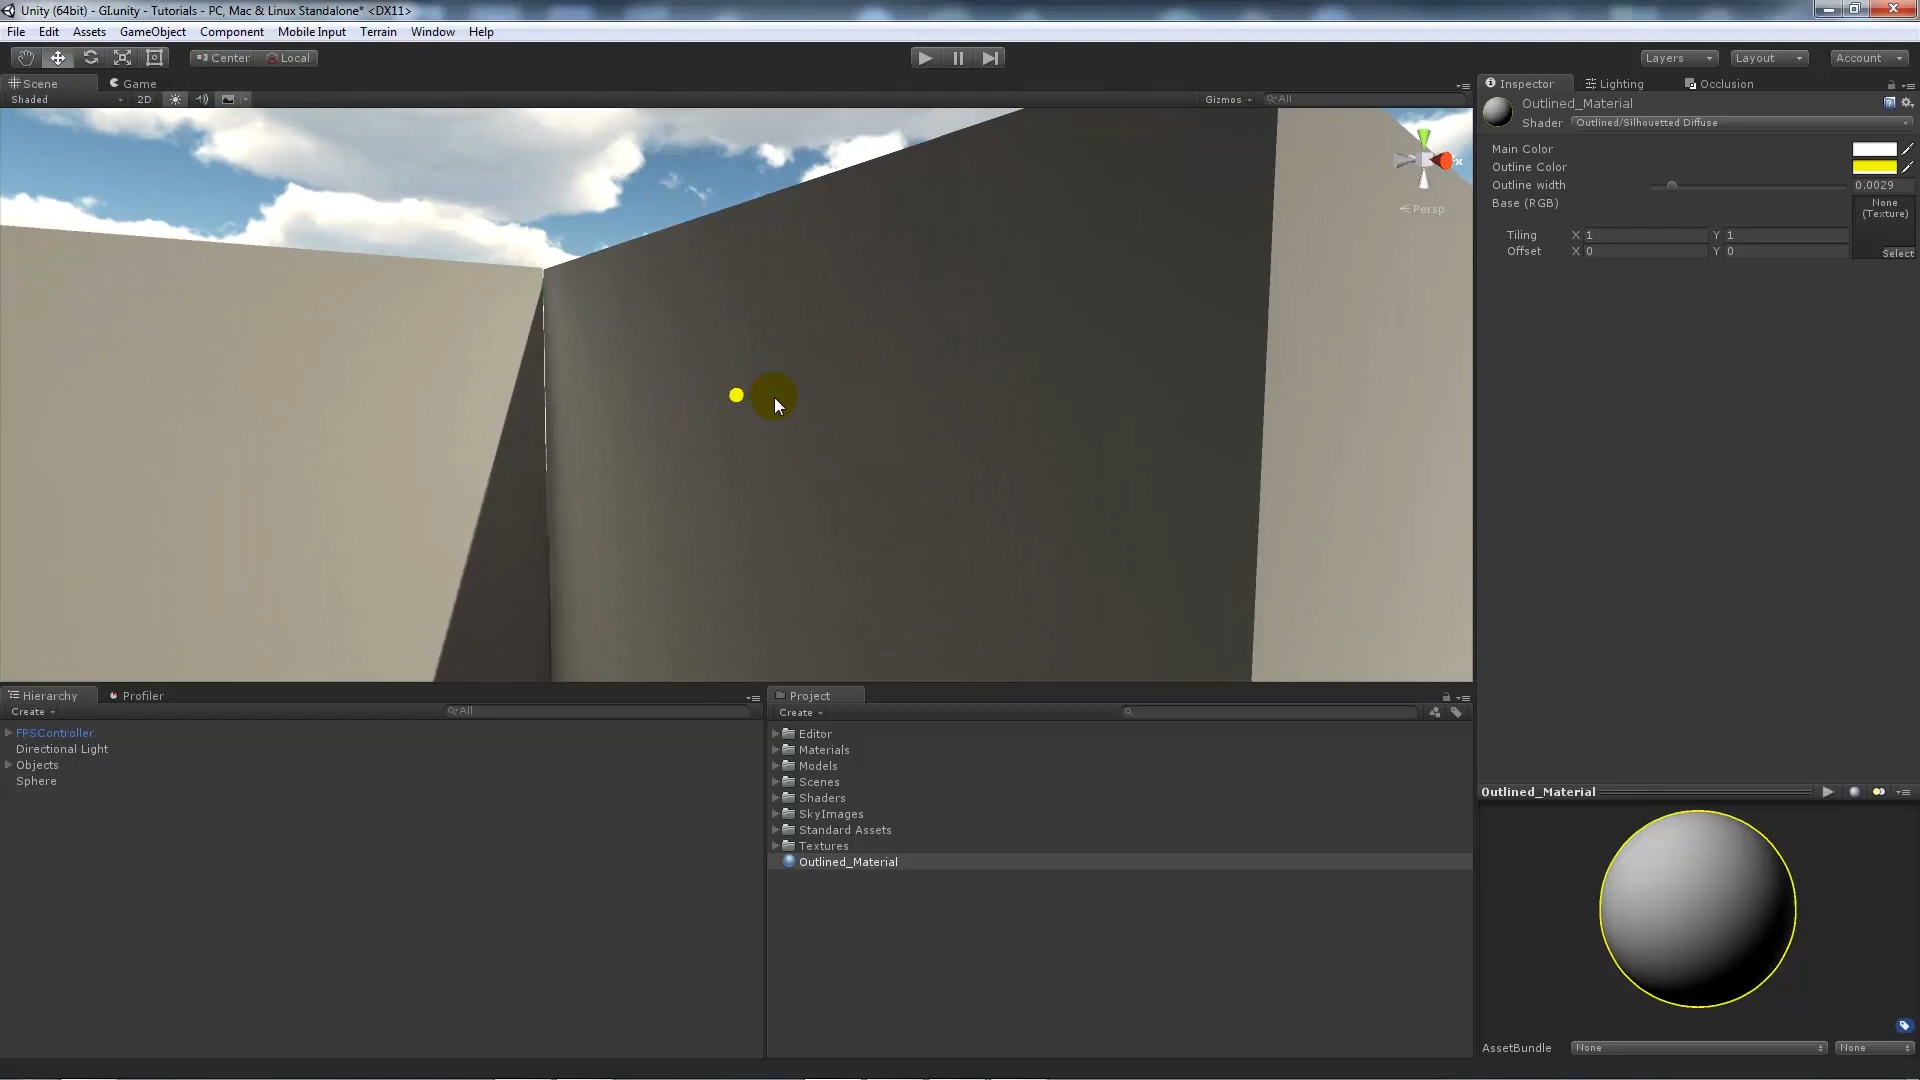 Unity (64bit) - GI.unity - Tutorials - PC, Mac & Linux Standalone* <DX11>
File Edit Assets GameObject Component Mobile Input Terrain Window Help
Center Local Layers Layout Account
Scene Game Inspector Lighting Occlusion
Shaded 2D Gizmos All
Outlined_Material
Shader Outlined/Silhouetted Diffuse
Main Color
Outline Color
Outline width 0.0029
Base (RGB) None
(Texture)
Tiling X 1 Y 1
Offset X 0 Y 0
Select
x
Persp
Hierarchy Profiler
Create All
FPSController
Directional Light
Objects
Sphere
Project
Create
Editor
Materials
Models
Scenes
Shaders
SkyImages
Standard Assets
Textures
Outlined_Material
Outlined_Material
AssetBundle None None